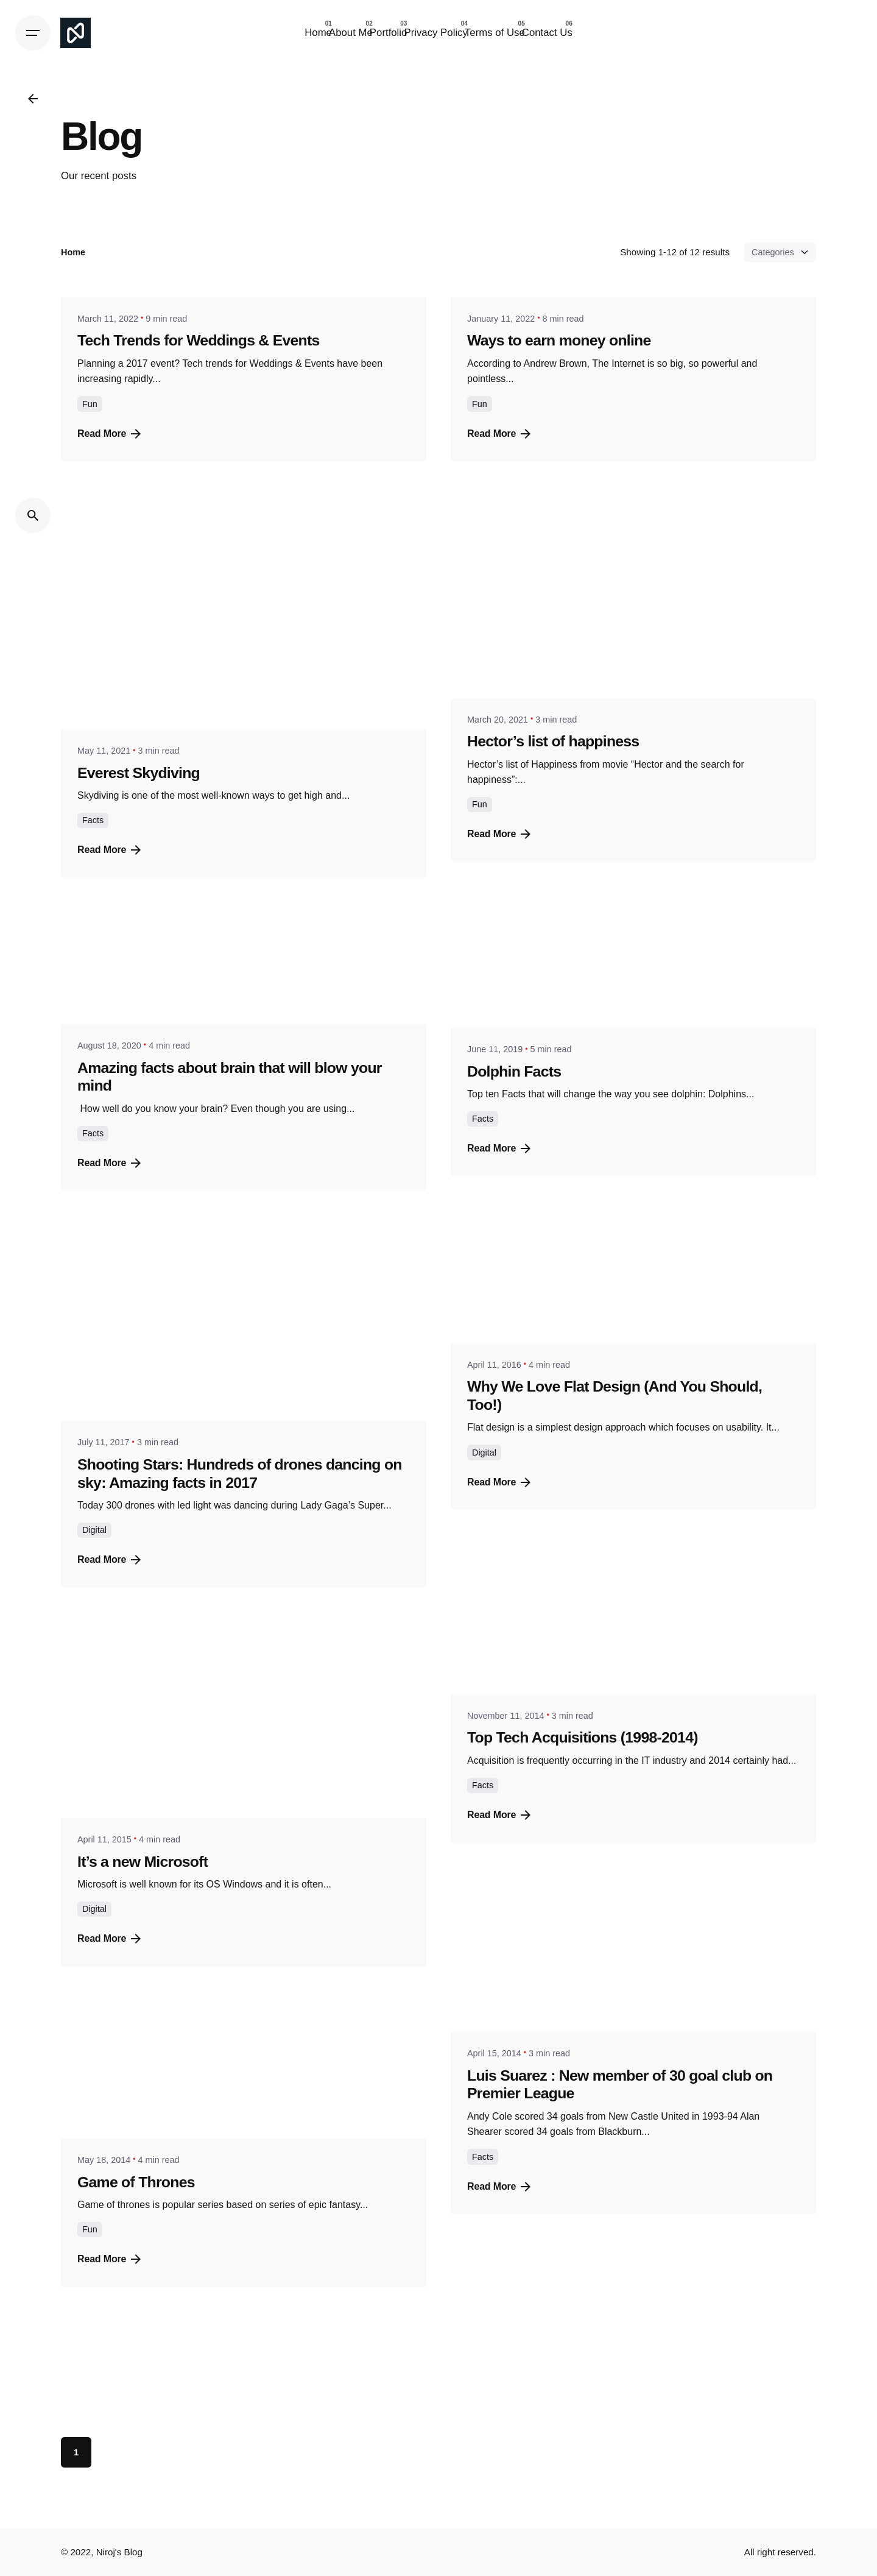 01 02 03 04 05 06
Home About Me Portfolio Privacy Policy Terms of Use Contact Us
Blog
Our recent posts
Home
Showing 1-12 of 12 results
Categories
March 11, 2022 • 9 min read
Tech Trends for Weddings & Events
Planning a 2017 event? Tech trends for Weddings & Events have been
increasing rapidly...
Fun
Read More
January 11, 2022 • 8 min read
Ways to earn money online
According to Andrew Brown, The Internet is so big, so powerful and
pointless...
Fun
Read More
March 20, 2021 • 3 min read
Hector’s list of happiness
Hector’s list of Happiness from movie “Hector and the search for
happiness”:...
Fun
Read More
May 11, 2021 • 3 min read
Everest Skydiving
Skydiving is one of the most well-known ways to get high and...
Facts
Read More
August 18, 2020 • 4 min read
Amazing facts about brain that will blow your
mind
How well do you know your brain? Even though you are using...
Facts
Read More
June 11, 2019 • 5 min read
Dolphin Facts
Top ten Facts that will change the way you see dolphin: Dolphins...
Facts
Read More
April 11, 2016 • 4 min read
Why We Love Flat Design (And You Should,
Too!)
Flat design is a simplest design approach which focuses on usability. It...
Digital
Read More
July 11, 2017 • 3 min read
Shooting Stars: Hundreds of drones dancing on
sky: Amazing facts in 2017
Today 300 drones with led light was dancing during Lady Gaga’s Super...
Digital
Read More
November 11, 2014 • 3 min read
Top Tech Acquisitions (1998-2014)
Acquisition is frequently occurring in the IT industry and 2014 certainly had...
Facts
Read More
April 11, 2015 • 4 min read
It’s a new Microsoft
Microsoft is well known for its OS Windows and it is often...
Digital
Read More
April 15, 2014 • 3 min read
Luis Suarez : New member of 30 goal club on
Premier League
Andy Cole scored 34 goals from New Castle United in 1993-94 Alan
Shearer scored 34 goals from Blackburn...
Facts
Read More
May 18, 2014 • 4 min read
Game of Thrones
Game of thrones is popular series based on series of epic fantasy...
Fun
Read More
1
© 2022, Niroj's Blog
All right reserved.